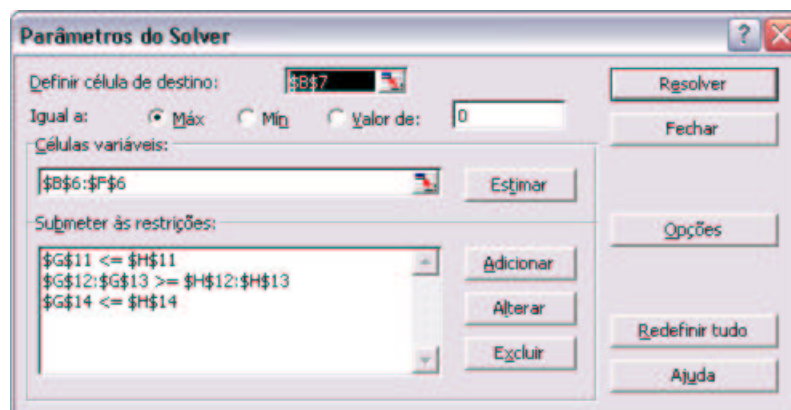 Parâmetros do Solver
Definir célula de destino: $B$7
Resolver
Igual a: Máx Mín Valor de: 0
Fechar
Células variáveis:
$B$6:$F$6
Estimar
Submeter às restrições:
Opções
$G$11 <= $H$11
$G$12:$G$13 >= $H$12:$H$13
$G$14 <= $H$14
Adicionar
Alterar
Excluir
Redefinir tudo
Ajuda